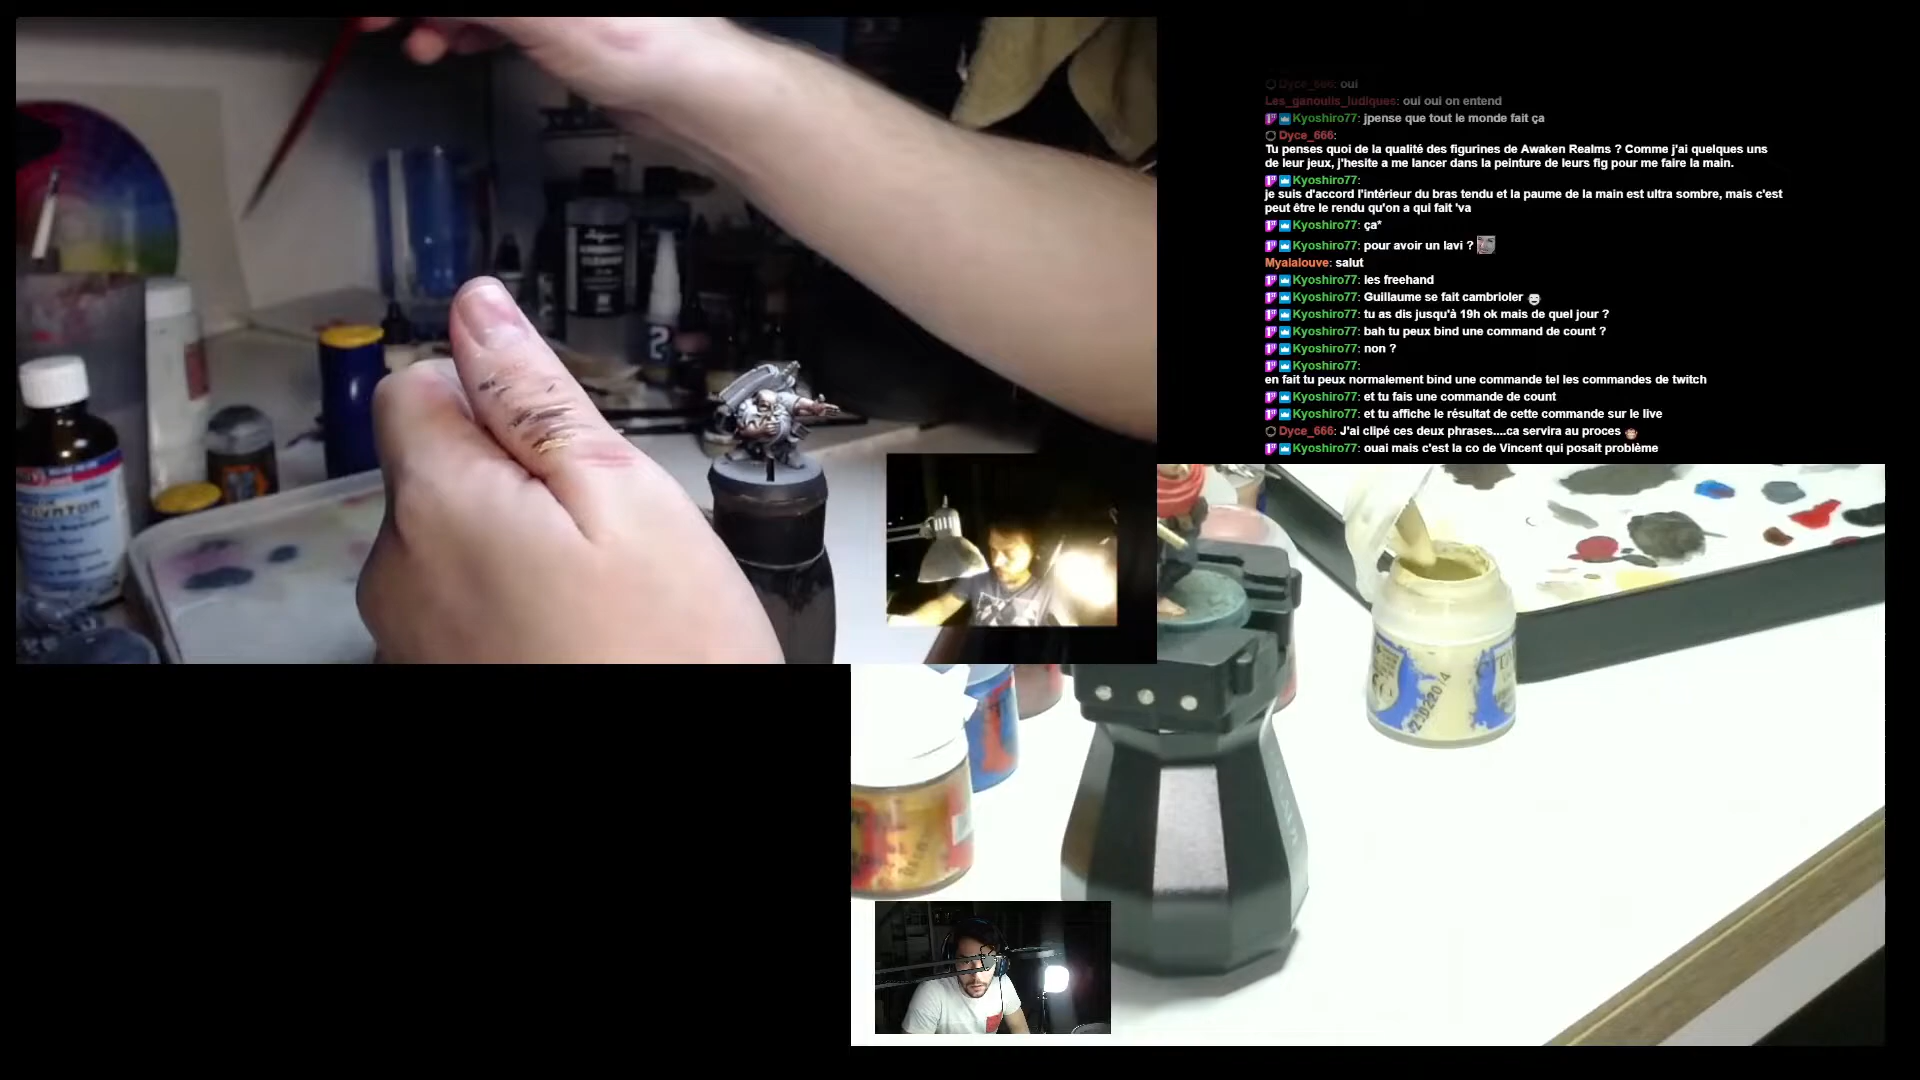 Dyce_666: oui
Les_ganoulis_ludiques: oui oui on entend
Kyoshiro77: jpense que tout le monde fait ça
Dyce_666:
Tu penses quoi de la qualité des figurines de Awaken Realms ? Comme j'ai quelques uns
de leur jeux, j'hesite a me lancer dans la peinture de leurs fig pour me faire la main.
Kyoshiro77:
je suis d'accord l'intérieur du bras tendu et la paume de la main est ultra sombre, mais c'est
peut être le rendu qu'on a qui fait 'va
Kyoshiro77: ça*
Kyoshiro77: pour avoir un lavi ?
Myalalouve: salut
Kyoshiro77: les freehand
Kyoshiro77: Guillaume se fait cambrioler
Kyoshiro77: tu as dis jusqu'à 19h ok mais de quel jour ?
Kyoshiro77: bah tu peux bind une command de count ?
Kyoshiro77: non ?
Kyoshiro77:
en fait tu peux normalement bind une commande tel les commandes de twitch
Kyoshiro77: et tu fais une commande de count
Kyoshiro77: et tu affiche le résultat de cette commande sur le live
Dyce_666: J'ai clipé ces deux phrases....ca servira au proces
Kyoshiro77: ouai mais c'est la co de Vincent qui posait problème
2